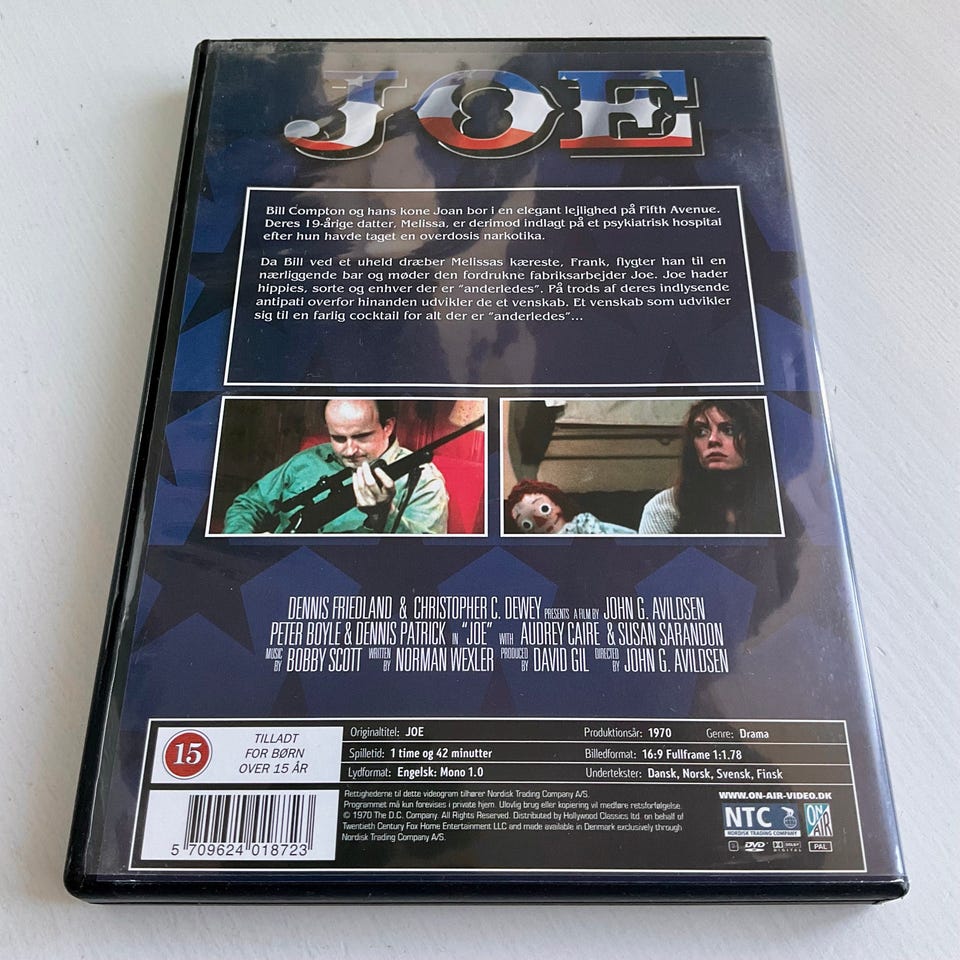 JOE
Bill Compton og hans kone Joan bor i en elegant lejlighed på Fifth Avenue.
Deres 19-årige datter, Melissa, er derimod indlagt på et psykiatrisk hospital
efter hun havde taget en overdosis narkotika.
Da Bill ved et uheld dræber Melissas kæreste, Frank, flygter han til en
nærliggende bar og møder den fordrukne fabriksarbejder Joe. Joe hader
hippies, sorte og enhver der er "anderledes". På trods af deres indlysende
antipati overfor hinanden udvikler de et venskab. Et venskab som udvikler
sig til en farlig cocktail for alt der er "anderledes"...
DENNIS FRIEDLAND & CHRISTOPHER C. DEWEY PRESENTS A FILM BY JOHN G. AVILDSEN
PETER BOYLE & DENNIS PATRICK IN "JOE" WITH AUDREY CAIRE & SUSAN SARANDON
MUSIC BY BOBBY SCOTT WRITTEN BY NORMAN WEXLER PRODUCED BY DAVID GIL DIRECTED BY JOHN G. AVILDSEN
15
TILLADT
FOR BØRN
OVER 15 ÅR
Originaltitel: JOE
Produktionsår: 1970
Genre: Drama
Spilletid: 1 time og 42 minutter
Billedformat: 16:9 Fullframe 1:1.78
Lydformat: Engelsk: Mono 1.0
Undertekster: Dansk, Norsk, Svensk, Finsk
Rettighederne til dette videogram tilhører Nordisk Trading Company A/S.
Programmet må kun forevises i private hjem. Ulovlig brug eller kopiering vil medføre retsforfølgelse.
© 1970 The D.C. Company. All Rights Reserved. Distributed by Hollywood Classics ltd. on behalf of
Twentieth Century Fox Home Entertainment LLC and made available in Denmark exclusively through
Nordisk Trading Company A/S.
WWW.ON-AIR-VIDEO.DK
NTC
NORDISK TRADING COMPANY
ON AIR
DVD
DOLBY
DIGITAL
PAL
5 709624 018723